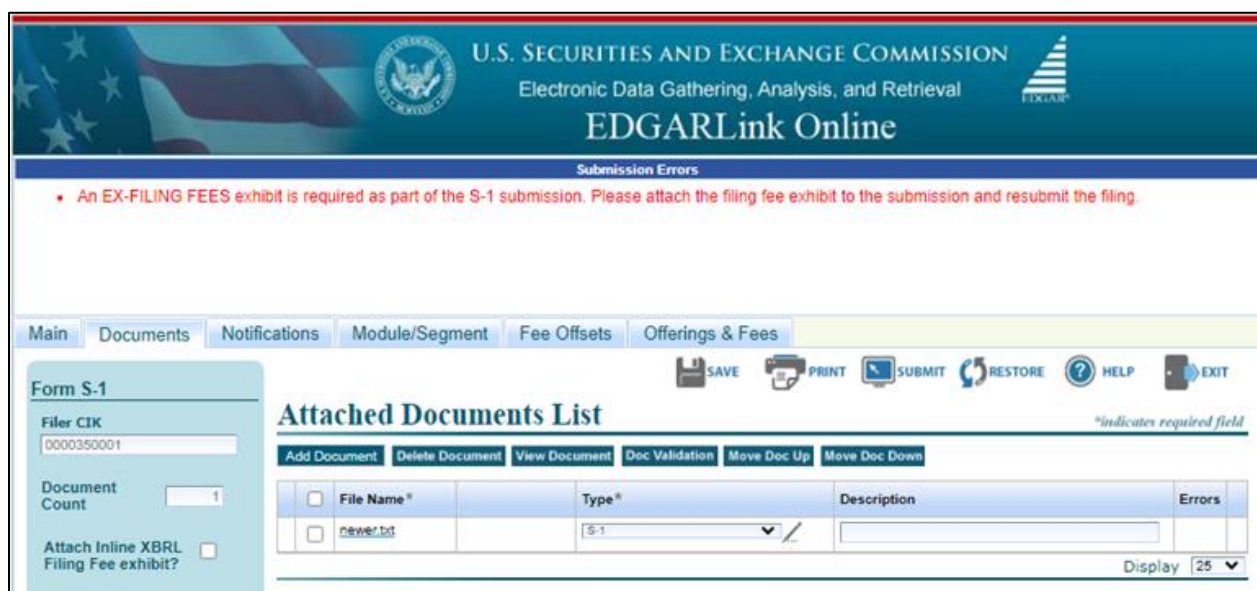 U.S. SECURITIES AND EXCHANGE COMMISSION
Electronic Data Gathering, Analysis, and Retrieval
EDGAR®
EDGARLink Online
Submission Errors
• An EX-FILING FEES exhibit is required as part of the S-1 submission. Please attach the filing fee exhibit to the submission and resubmit the filing.
Main Documents Notifications Module/Segment Fee Offsets Offerings & Fees
SAVE PRINT SUBMIT RESTORE HELP EXIT
Form S-1
Filer CIK
0000350001
Document Count 1
Attach Inline XBRL
Filing Fee exhibit?
Attached Documents List
*indicates required field
Add Document Delete Document View Document Doc Validation Move Doc Up Move Doc Down
File Name* Type* Description Errors
newer.txt S-1
Display 25